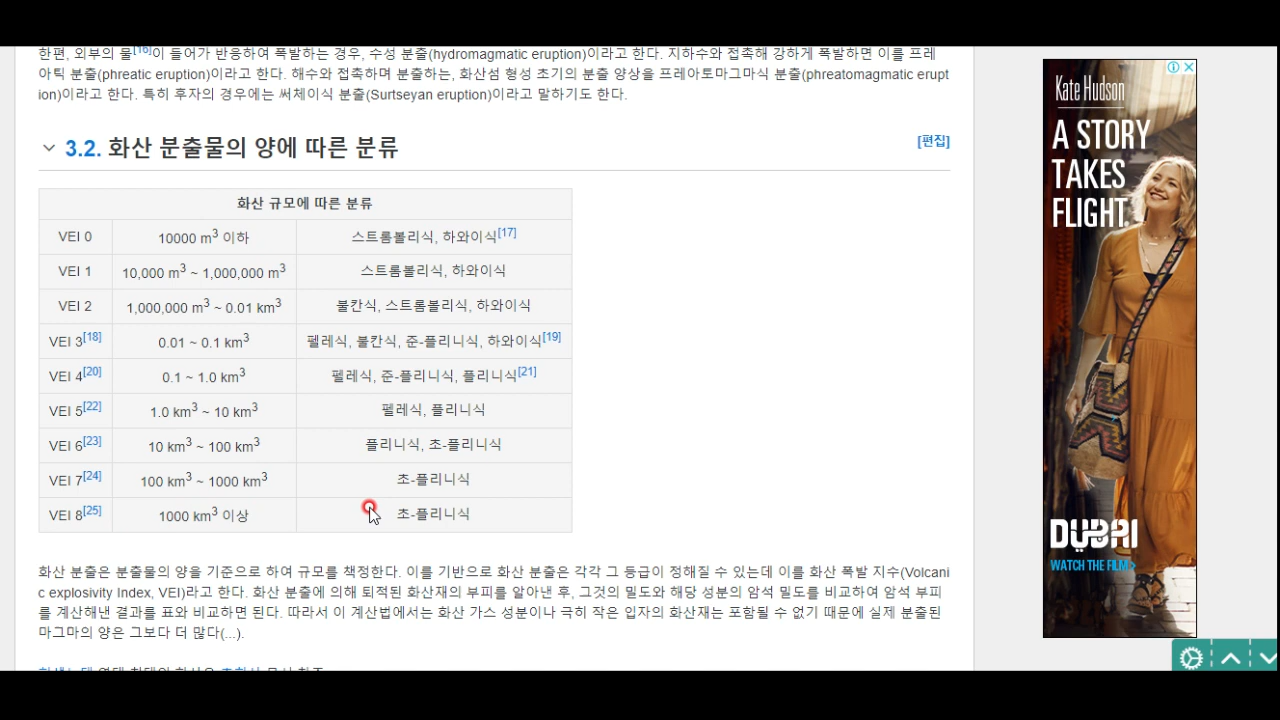 한편, 외부의 물[16]이 들어가 반응하여 폭발하는 경우, 수성 분출(hydromagmatic eruption)이라고 한다. 지하수와 접촉해 강하게 폭발하면 이를 프레
아틱 분출(phreatic eruption)이라고 한다. 해수와 접촉하며 분출하는, 화산섬 형성 초기의 분출 양상을 프레아토마그마식 분출(phreatomagmatic erupt
ion)이라고 한다. 특히 후자의 경우에는 써체이식 분출(Surtseyan eruption)이라고 말하기도 한다.
3.2. 화산 분출물의 양에 따른 분류 [편집]
화산 규모에 따른 분류
VEI 0 10000 m³ 이하 스트롬볼리식, 하와이식[17]
VEI 1 10,000 m³ ~ 1,000,000 m³ 스트롬볼리식, 하와이식
VEI 2 1,000,000 m³ ~ 0.01 km³ 불칸식, 스트롬볼리식, 하와이식
VEI 3[18] 0.01 ~ 0.1 km³ 펠레식, 불칸식, 준-플리니식, 하와이식[19]
VEI 4[20] 0.1 ~ 1.0 km³ 펠레식, 준-플리니식, 플리니식[21]
VEI 5[22] 1.0 km³ ~ 10 km³ 펠레식, 플리니식
VEI 6[23] 10 km³ ~ 100 km³ 플리니식, 초-플리니식
VEI 7[24] 100 km³ ~ 1000 km³ 초-플리니식
VEI 8[25] 1000 km³ 이상 초-플리니식
화산 분출은 분출물의 양을 기준으로 하여 규모를 책정한다. 이를 기반으로 화산 분출은 각각 그 등급이 정해질 수 있는데 이를 화산 폭발 지수(Volcani
c explosivity Index, VEI)라고 한다. 화산 분출에 의해 퇴적된 화산재의 부피를 알아낸 후, 그것의 밀도와 해당 성분의 암석 밀도를 비교하여 암석 부피
를 계산해낸 결과를 표와 비교하면 된다. 따라서 이 계산법에서는 화산 가스 성분이나 극히 작은 입자의 화산재는 포함될 수 없기 때문에 실제 분출된
마그마의 양은 그보다 더 많다(...).
Kate Hudson
A STORY
TAKES
FLIGHT.
DUBAI
WATCH THE FILM >